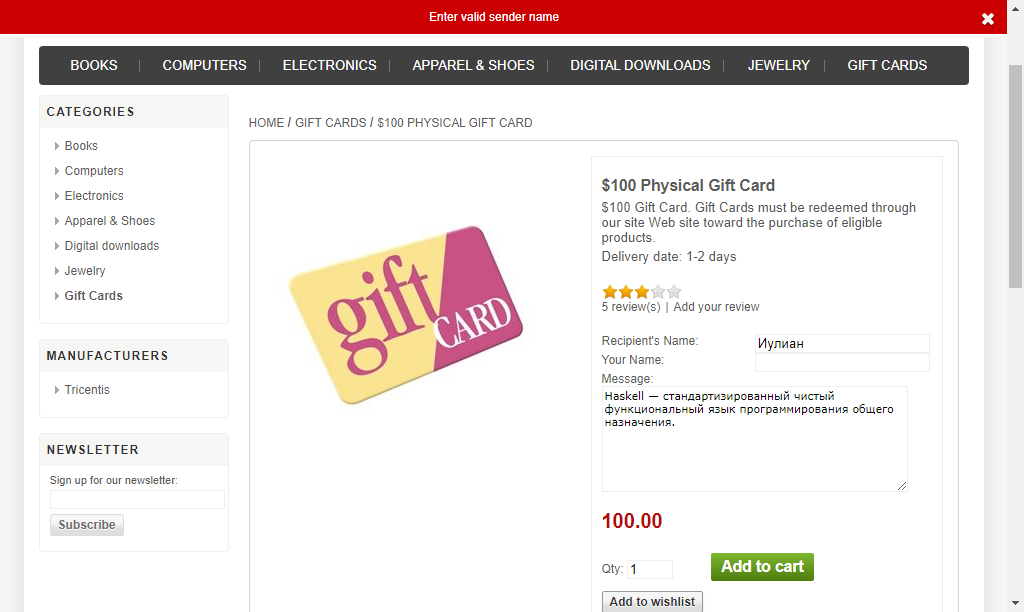 Enter valid sender name
BOOKS
COMPUTERS
ELECTRONICS
APPAREL & SHOES
DIGITAL DOWNLOADS
JEWELRY
GIFT CARDS
CATEGORIES
Books
Computers
Electronics
Apparel & Shoes
Digital downloads
Jewelry
Gift Cards
MANUFACTURERS
Tricentis
NEWSLETTER
Sign up for our newsletter:
Subscribe
HOME / GIFT CARDS / $100 PHYSICAL GIFT CARD
gift
CARD
$100 Physical Gift Card
$100 Gift Card. Gift Cards must be redeemed through
our site Web site toward the purchase of eligible
products.
Delivery date: 1-2 days
5 review(s) | Add your review
Recipient's Name: Иулиан
Your Name:
Message:
Haskell — стандартизированный чистый
функциональный язык программирования общего
назначения.
100.00
Qty: 1
Add to cart
Add to wishlist